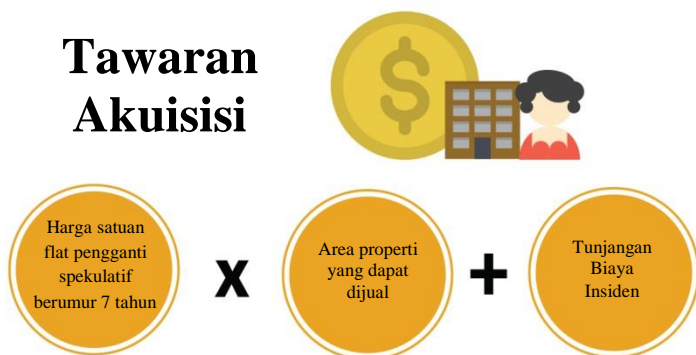 Tawaran
Akuisisi
$
Harga satuan
flat pengganti
spekulatif
berumur 7 tahun
x
Area properti
yang dapat
dijual
+
Tunjangan
Biaya
Insiden